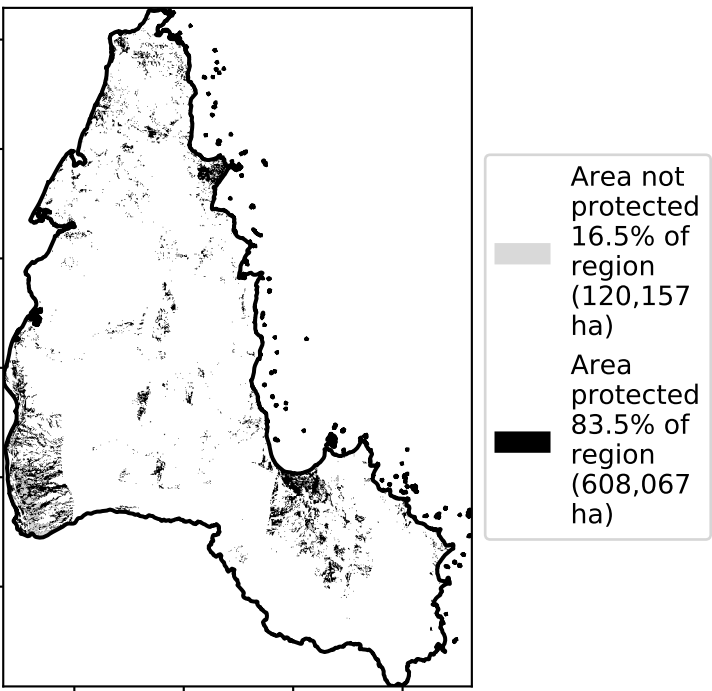 Area not
protected
16.5% of
region
(120,157
ha)
Area
protected
83.5% of
region
(608,067
ha)